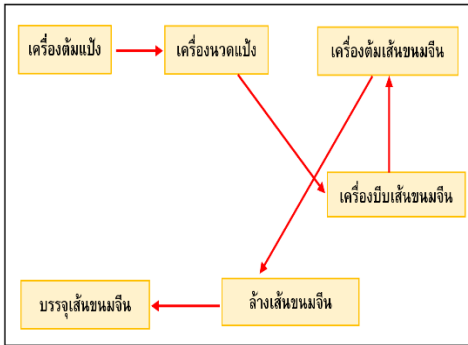 เครื่องต้มแป้ง
เครื่องนวดแป้ง
เครื่องต้มเส้นขนมจีน
เครื่องบีบเส้นขนมจีน
บรรจุเส้นขนมจีน
ล้างเส้นขนมจีน